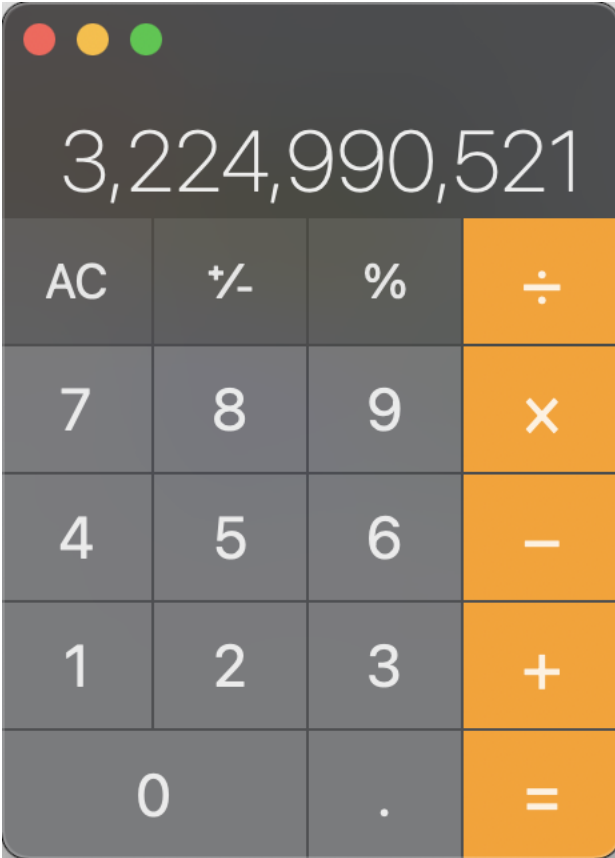 3,224,990,521
AC ⁺∕₋ % ÷
7 8 9 ×
4 5 6 −
1 2 3 +
0 . =